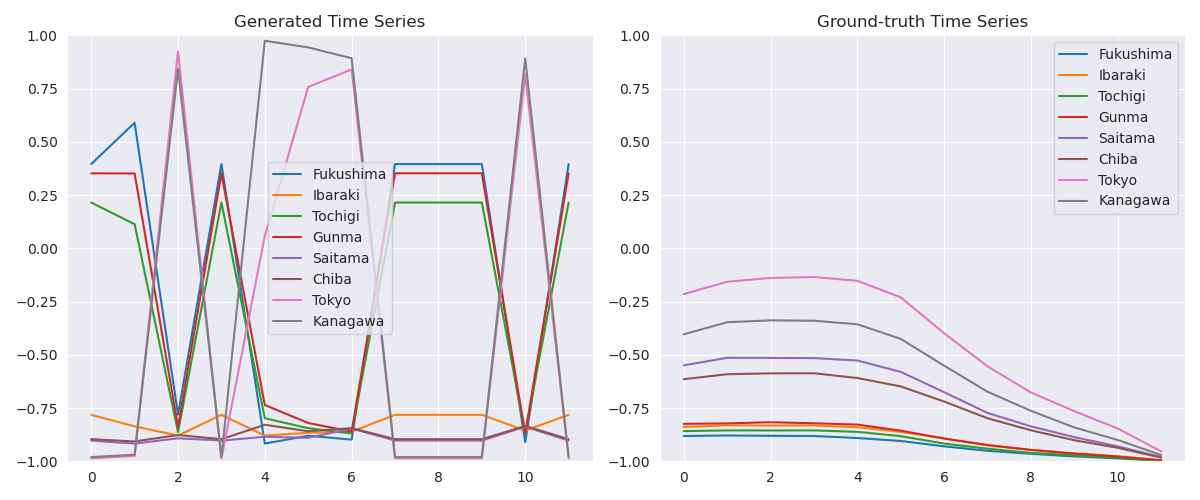 Generated Time Series
1.00
0.75
0.50
0.25
0.00
−0.25
−0.50
−0.75
−1.00
0 2 4 6 8 10
Fukushima
Ibaraki
Tochigi
Gunma
Saitama
Chiba
Tokyo
Kanagawa
Ground-truth Time Series
1.00
0.75
0.50
0.25
0.00
−0.25
−0.50
−0.75
−1.00
0 2 4 6 8 10
Fukushima
Ibaraki
Tochigi
Gunma
Saitama
Chiba
Tokyo
Kanagawa